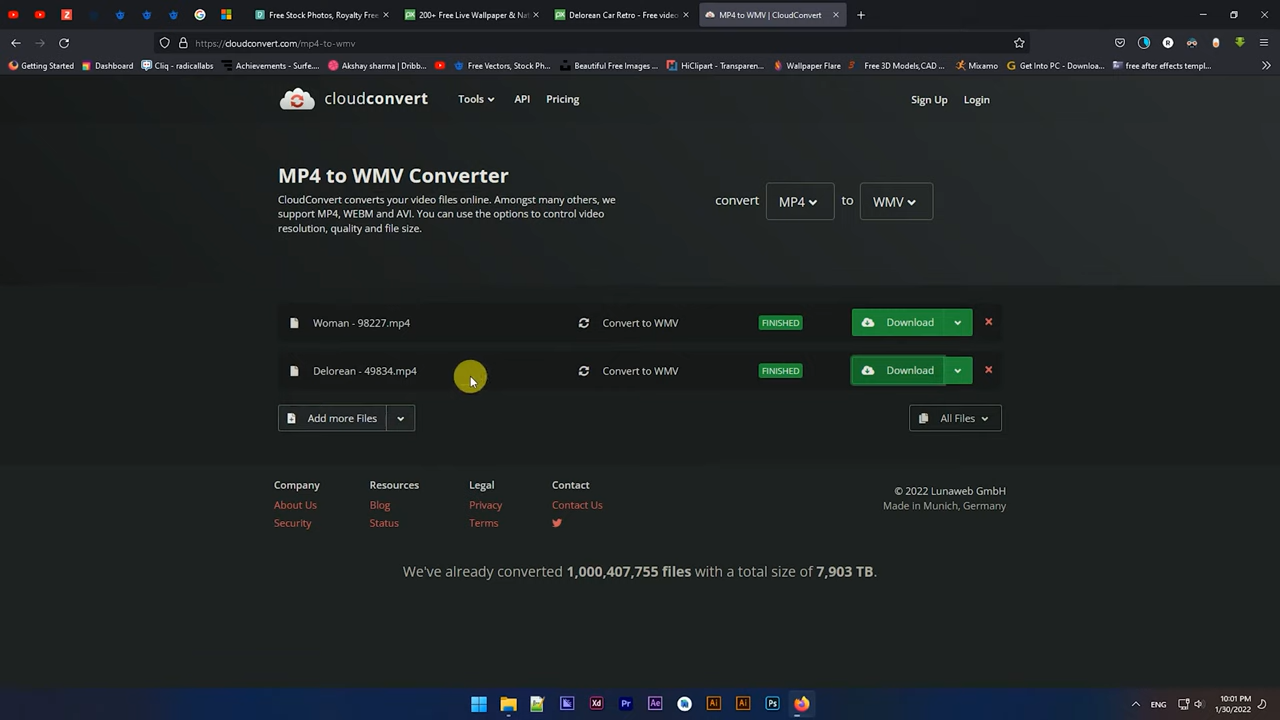 Free Stock Photos, Royalty Fre
200+ Free Live Wallpaper & Na
Delorean Car Retro - Free video
MP4 to WMV | CloudConvert
https://cloudconvert.com/mp4-to-wmv
Getting Started
Dashboard
Cliq - radicallabs
Achievements - Surfe...
Akshay sharma | Dribb...
Free Vectors, Stock Ph...
Beautiful Free Images ...
HiClipart - Transparen...
Wallpaper Flare
Free 3D Models,CAD ...
Mixamo
Get Into PC - Downloa...
free after effects templ...
cloudconvert
Tools
API
Pricing
Sign Up
Login
MP4 to WMV Converter
CloudConvert converts your video files online. Amongst many others, we
support MP4, WEBM and AVI. You can use the options to control video
resolution, quality and file size.
convert MP4 to WMV
Woman - 98227.mp4
Convert to WMV
FINISHED
Download
Delorean - 49834.mp4
Convert to WMV
FINISHED
Download
Add more Files
All Files
Company
About Us
Security
Resources
Blog
Status
Legal
Privacy
Terms
Contact
Contact Us
© 2022 Lunaweb GmbH
Made in Munich, Germany
We've already converted 1,000,407,755 files with a total size of 7,903 TB.
Xd
Pr
Ae
Ai
Ai
Ps
ENG
10:01 PM
1/30/2022